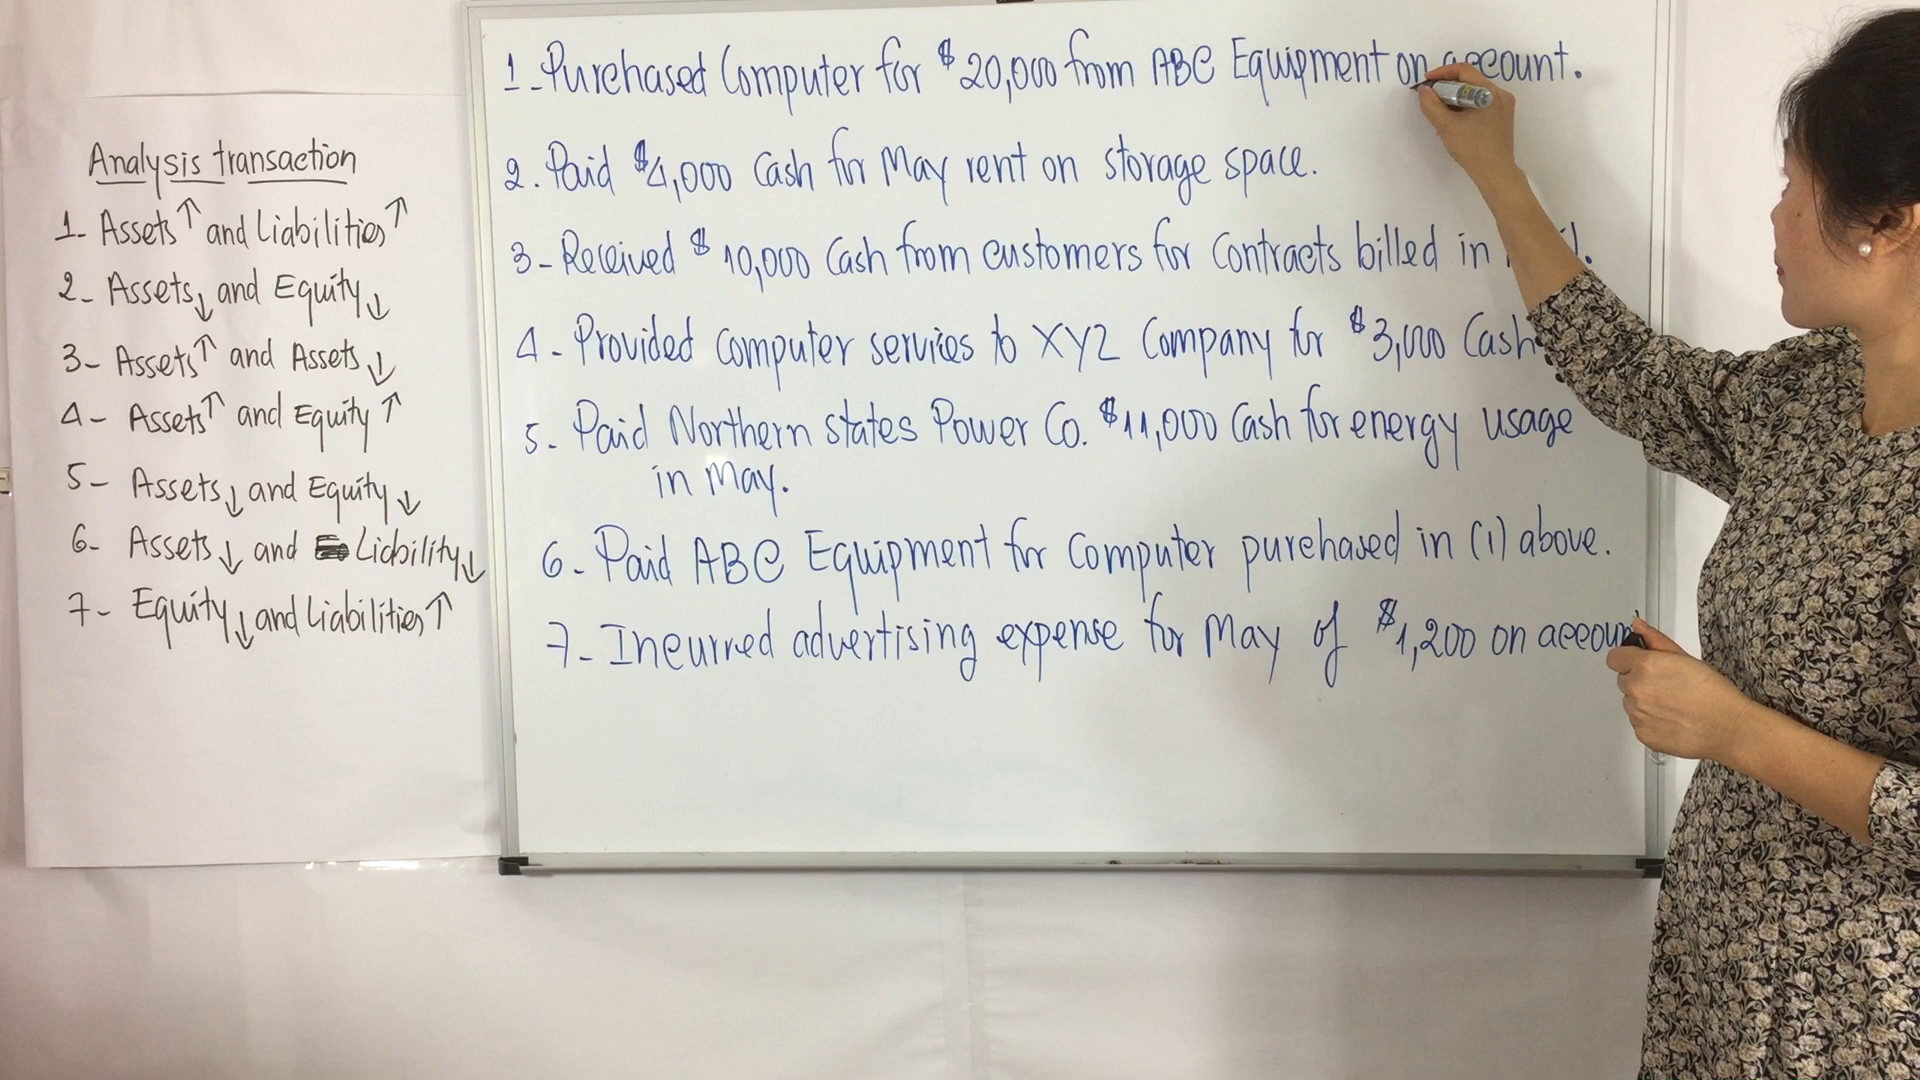 Analysis transaction
1- Assets↑ and Liabilities↑
2- Assets↓ and Equity↓
3- Assets↑ and Assets↓
4- Assets↑ and Equity↑
5- Assets↓ and Equity↓
6- Assets↓ and Liability↓
7- Equity↓ and Liabilities↑
1-Purchased Computer for $20,000 from ABC Equipment on account.
2. Paid $4,000 Cash for May rent on storage space.
3-Received $10,000 Cash from customers for contracts billed in
4-Provided computer services to XYZ Company for $3,000 Cash
5-Paid Northern states Power Co. $11,000 Cash for energy usage
in May.
6-Paid ABC Equipment for Computer purchased in (1) above.
7-Incurred advertising expense for May of $1,200 on accoun